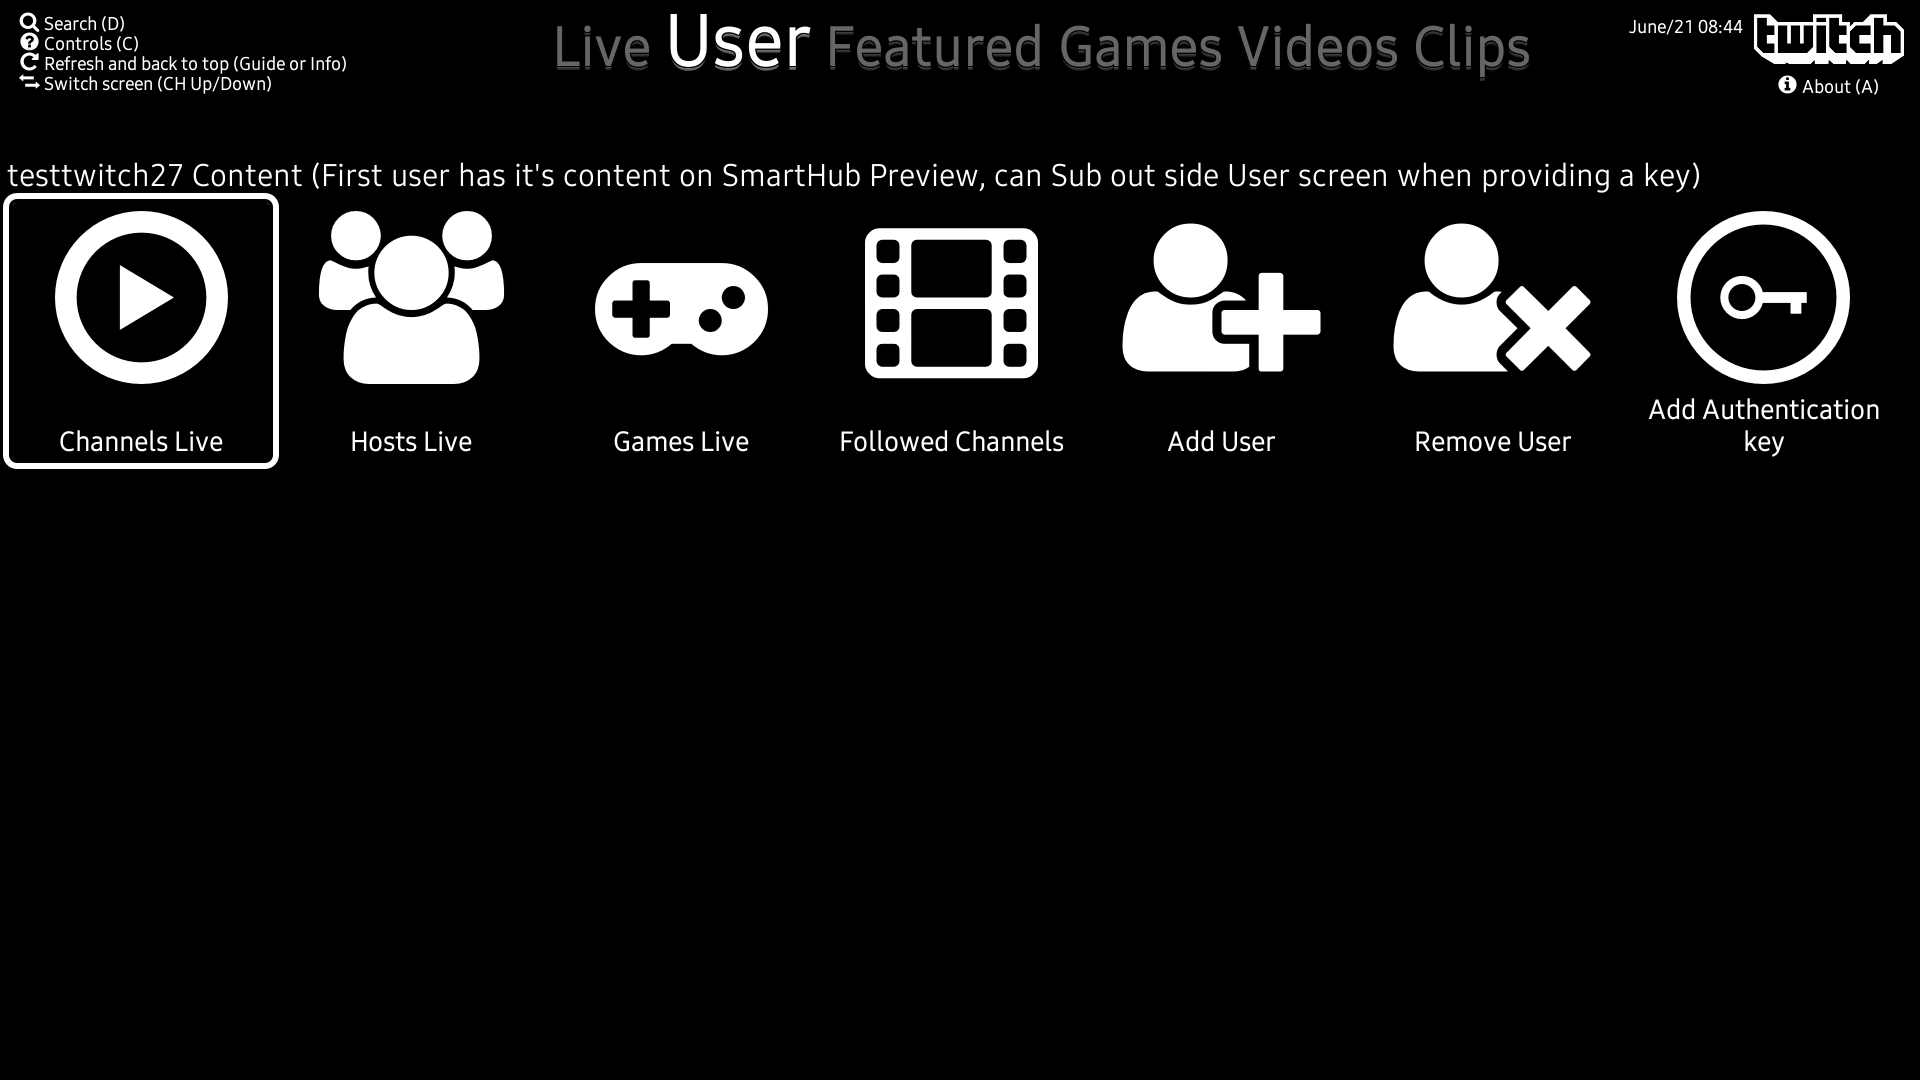 Search (D)
Controls (C)
Refresh and back to top (Guide or Info)
Switch screen (CH Up/Down)
Live User Featured Games Videos Clips
June/21 08:44
twitch
About (A)
testtwitch27 Content (First user has it's content on SmartHub Preview, can Sub out side User screen when providing a key)
Channels Live
Hosts Live
Games Live
Followed Channels
Add User
Remove User
Add Authentication
key